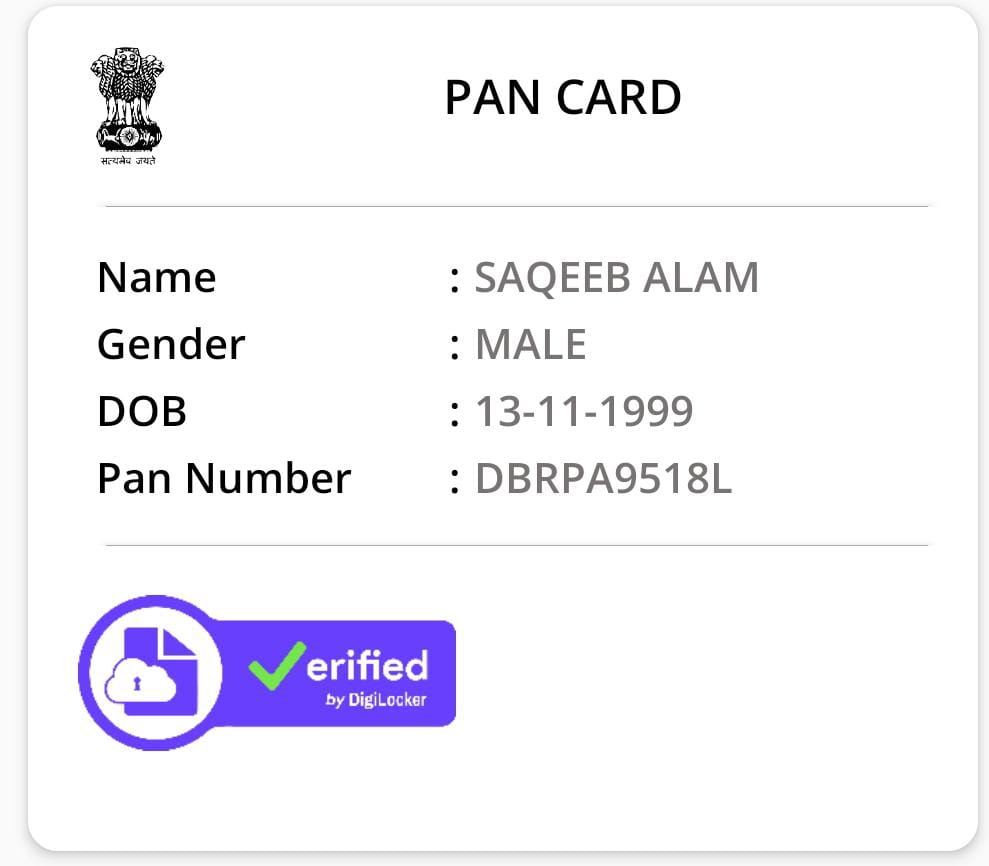 सत्यमेव जयते
PAN CARD
Name : SAQEEB ALAM
Gender : MALE
DOB : 13-11-1999
Pan Number : DBRPA9518L
Verified
by DigiLocker